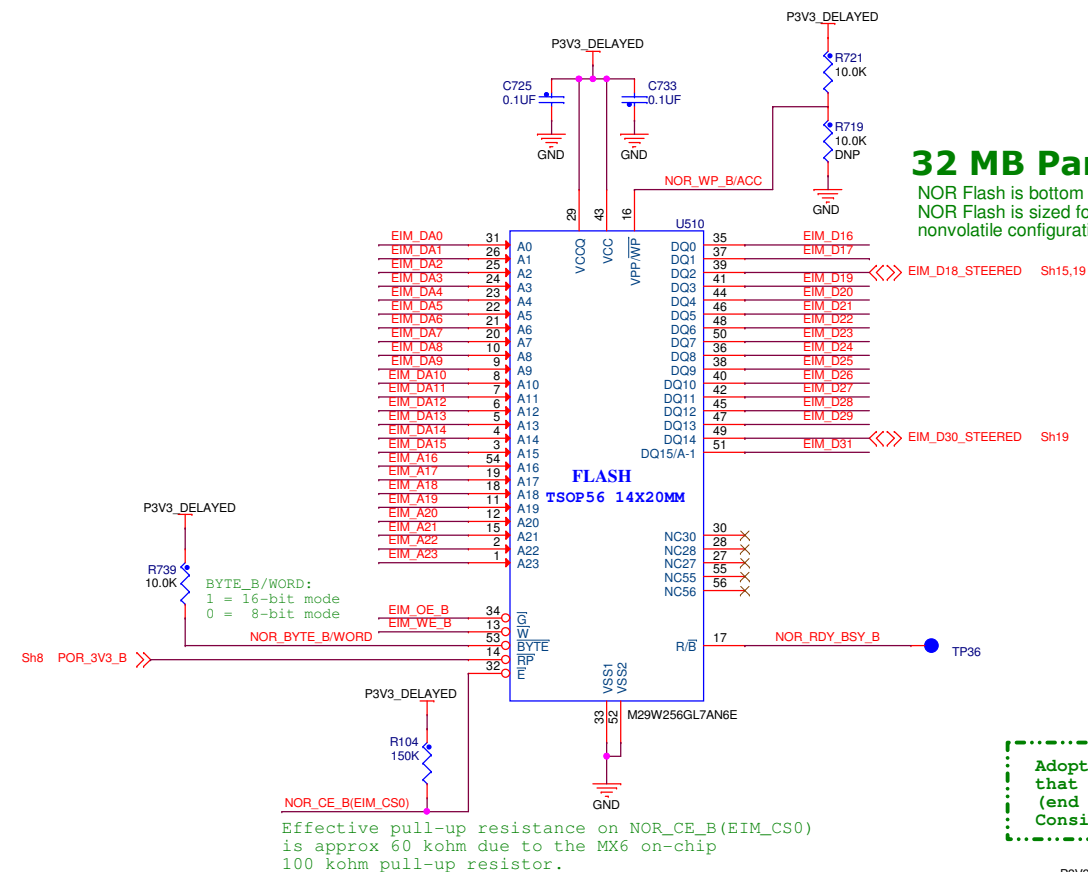 P3V3_DELAYED
R721
10.0K
P3V3_DELAYED
C725
0.1UF
C733
0.1UF
GND
GND
R719
10.0K
DNP
GND
NOR_WP_B/ACC
32 MB Par
NOR Flash is bottom
NOR Flash is sized fo
nonvolatile configurati
29
43
16
U510
VCCQ
VCC
VPP/WP
EIM_DA0 31 A0
EIM_DA1 26 A1
EIM_DA2 25 A2
EIM_DA3 24 A3
EIM_DA4 23 A4
EIM_DA5 22 A5
EIM_DA6 21 A6
EIM_DA7 20 A7
EIM_DA8 10 A8
EIM_DA9 9 A9
EIM_DA10 8 A10
EIM_DA11 7 A11
EIM_DA12 6 A12
EIM_DA13 5 A13
EIM_DA14 4 A14
EIM_DA15 3 A15
EIM_A16 54 A16
EIM_A17 19 A17
EIM_A18 18 A18
EIM_A19 11 A19
EIM_A20 12 A20
EIM_A21 15 A21
EIM_A22 2 A22
EIM_A23 1 A23
DQ0 35 EIM_D16
DQ1 37 EIM_D17
DQ2 39 EIM_D18_STEERED Sh15,19
DQ3 41 EIM_D19
DQ4 44 EIM_D20
DQ5 46 EIM_D21
DQ6 48 EIM_D22
DQ7 50 EIM_D23
DQ8 36 EIM_D24
DQ9 38 EIM_D25
DQ10 40 EIM_D26
DQ11 42 EIM_D27
DQ12 45 EIM_D28
DQ13 47 EIM_D29
DQ14 49 EIM_D30_STEERED Sh19
DQ15/A-1 51 EIM_D31
FLASH
TSOP56 14X20MM
NC30 30
NC28 28
NC27 27
NC55 55
NC56 56
P3V3_DELAYED
R739
10.0K
BYTE_B/WORD:
1 = 16-bit mode
0 = 8-bit mode
EIM_OE_B 34 G
EIM_WE_B 13 W
NOR_BYTE_B/WORD 53 BYTE
Sh8 POR_3V3_B 14 RP
32 E
R/B 17 NOR_RDY_BSY_B TP36
VSS1
VSS2
33
52
M29W256GL7AN6E
GND
P3V3_DELAYED
R104
150K
NOR_CE_B(EIM_CS0)
Effective pull-up resistance on NOR_CE_B(EIM_CS0)
is approx 60 kohm due to the MX6 on-chip
100 kohm pull-up resistor.
Adopt
that
(end
Consi